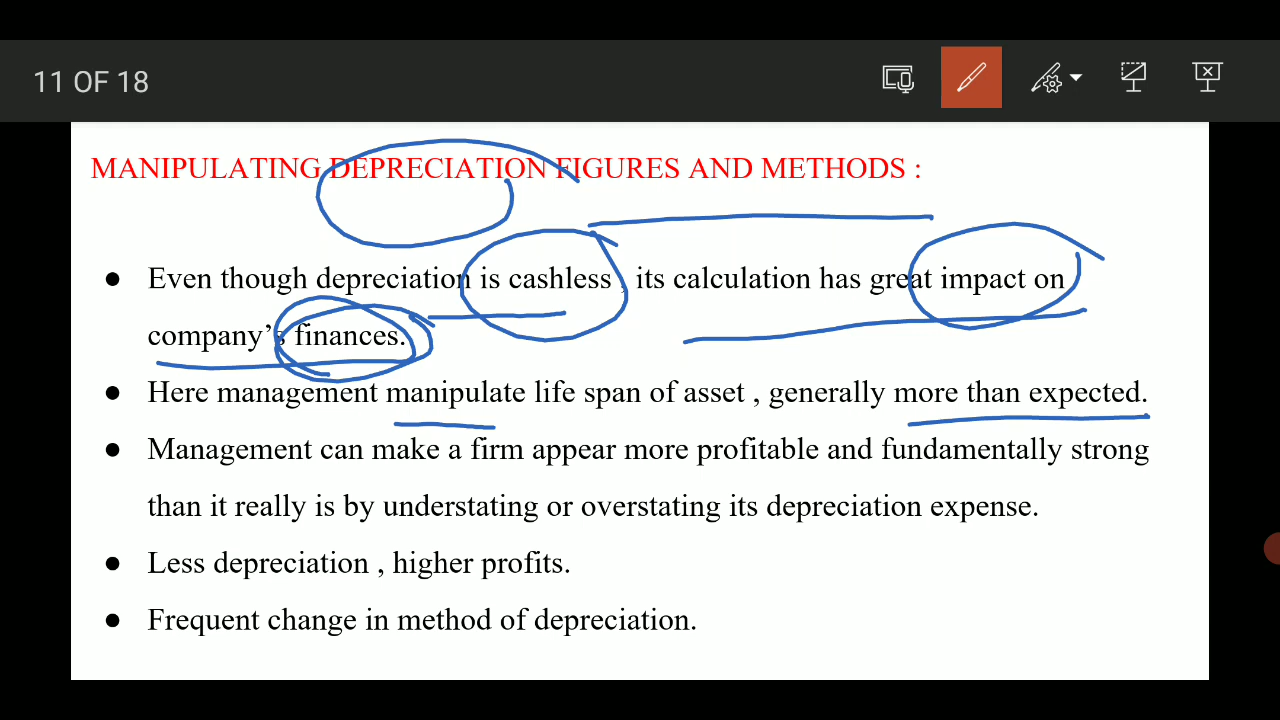 11 OF 18
MANIPULATING DEPRECIATION FIGURES AND METHODS :
● Even though depreciation is cashless , its calculation has great impact on
company’s finances.
● Here management manipulate life span of asset , generally more than expected.
● Management can make a firm appear more profitable and fundamentally strong
than it really is by understating or overstating its depreciation expense.
● Less depreciation , higher profits.
● Frequent change in method of depreciation.